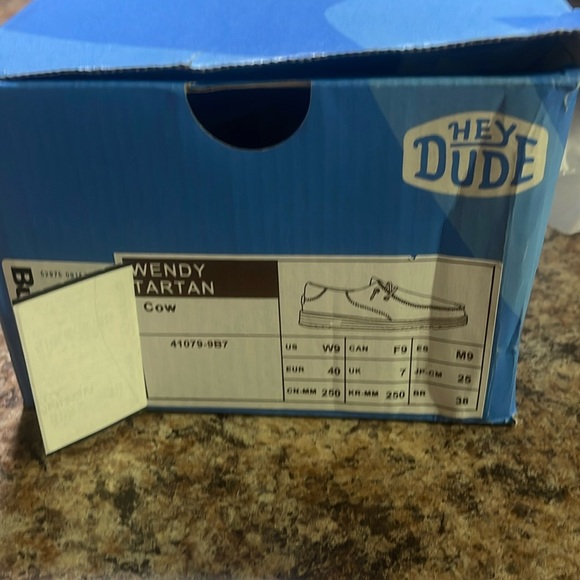 HEY
DUDE
WENDY
TARTAN
Cow
41079-9B7
US W9 CAN F9 ES M9
EUR 40 UK 7 JP-CM 25
CN-MM 250 KR-MM 250 BR 38